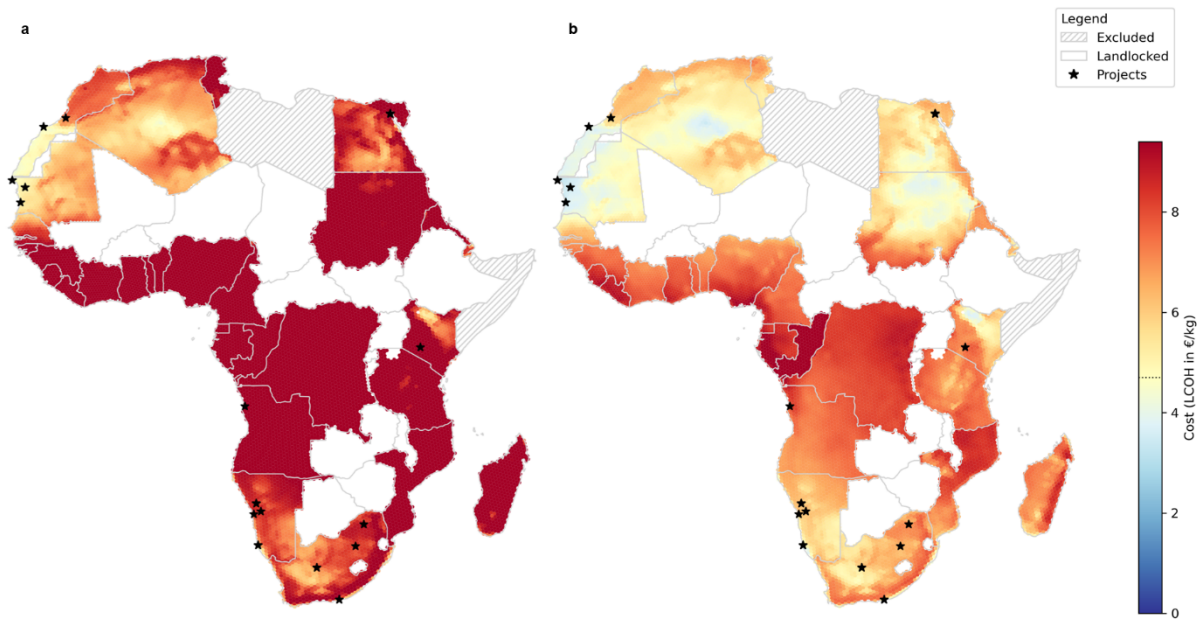 a
b
Legend
Excluded
Landlocked
Projects
8
6
4
2
0
Cost (LCOH in €/kg)